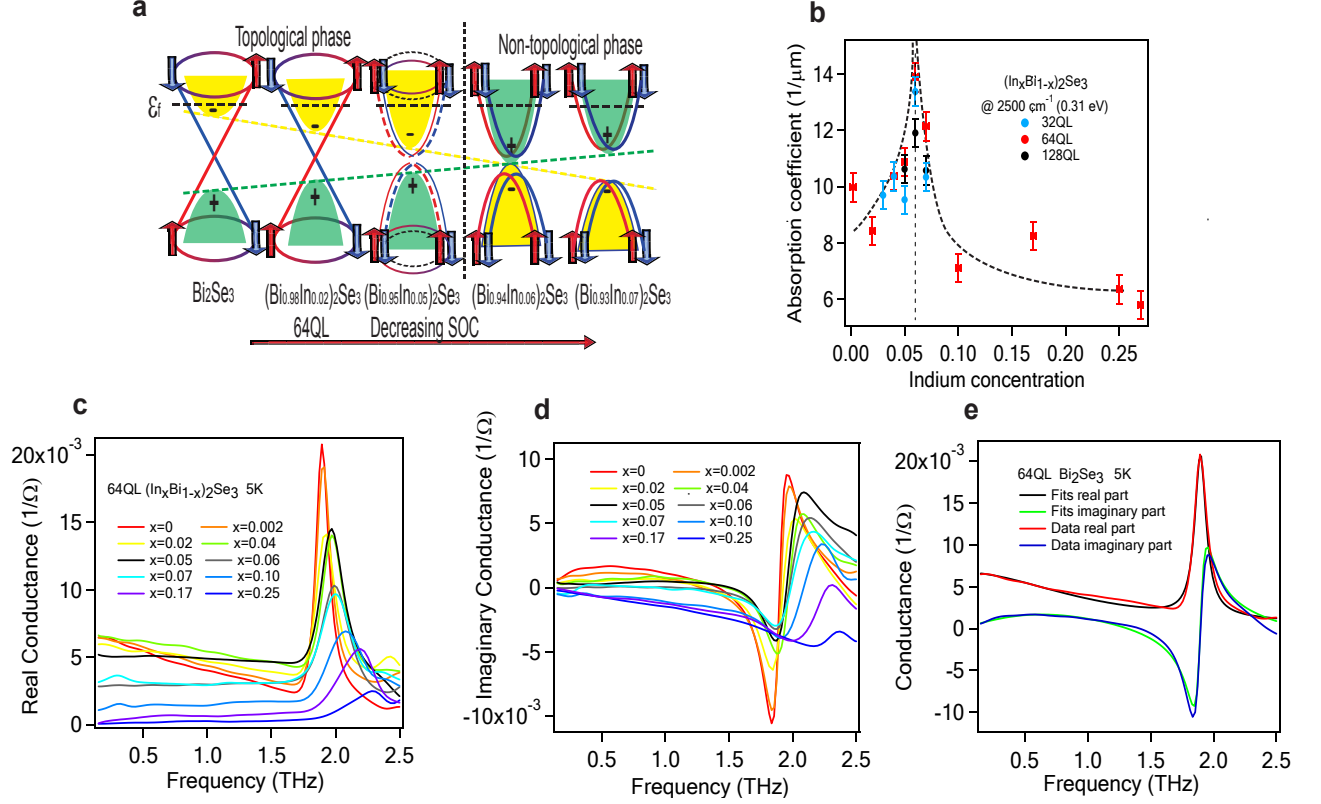 a
Topological phase
Non-topological phase
εf
- - - + +
+ + + - -
Bi2Se3
(Bi0.98In0.02)2Se3
(Bi0.95In0.05)2Se3
(Bi0.94In0.06)2Se3
(Bi0.93In0.07)2Se3
64QL
Decreasing SOC
b
Absorption coefficient (1/μm)
14
12
10
8
6
(InxBi1-x)2Se3
@ 2500 cm-1 (0.31 eV)
32QL
64QL
128QL
0.00 0.05 0.10 0.15 0.20 0.25
Indium concentration
c
Real Conductance (1/Ω)
20x10-3
15
10
5
0
64QL (InxBi1-x)2Se3 5K
x=0 x=0.002
x=0.02 x=0.04
x=0.05 x=0.06
x=0.07 x=0.10
x=0.17 x=0.25
0.5 1.0 1.5 2.0 2.5
Frequency (THz)
d
Imaginary Conductance (1/Ω)
10
5
0
-5
-10x10-3
x=0 x=0.002
x=0.02 x=0.04
x=0.05 x=0.06
x=0.07 x=0.10
x=0.17 x=0.25
0.5 1.0 1.5 2.0 2.5
Frequency (THz)
e
Conductance (1/Ω)
20x10-3
15
10
5
0
-5
-10
64QL Bi2Se3 5K
Fits real part
Fits imaginary part
Data real part
Data imaginary part
0.5 1.0 1.5 2.0 2.5
Frequency (THz)